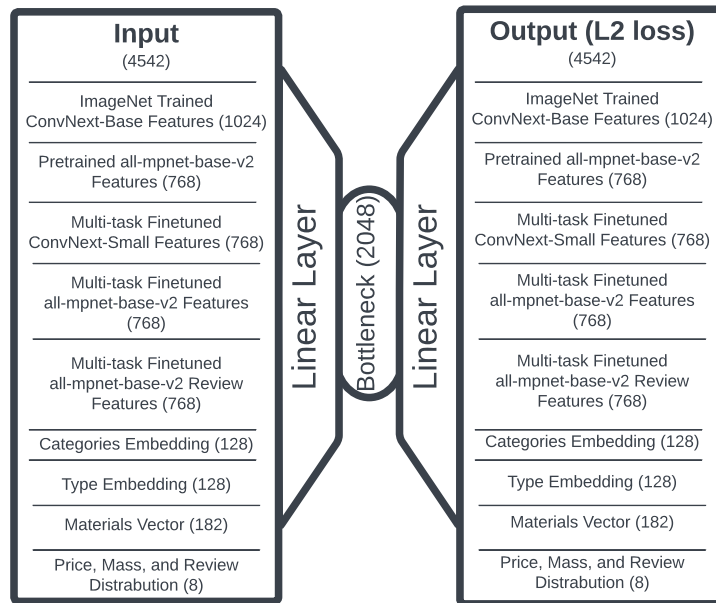 Input
(4542)
ImageNet Trained
ConvNext-Base Features (1024)
Pretrained all-mpnet-base-v2
Features (768)
Multi-task Finetuned
ConvNext-Small Features (768)
Multi-task Finetuned
all-mpnet-base-v2 Features
(768)
Multi-task Finetuned
all-mpnet-base-v2 Review
Features (768)
Categories Embedding (128)
Type Embedding (128)
Materials Vector (182)
Price, Mass, and Review
Distrabution (8)
Linear Layer
Bottleneck (2048)
Linear Layer
Output (L2 loss)
(4542)
ImageNet Trained
ConvNext-Base Features (1024)
Pretrained all-mpnet-base-v2
Features (768)
Multi-task Finetuned
ConvNext-Small Features (768)
Multi-task Finetuned
all-mpnet-base-v2 Features
(768)
Multi-task Finetuned
all-mpnet-base-v2 Review
Features (768)
Categories Embedding (128)
Type Embedding (128)
Materials Vector (182)
Price, Mass, and Review
Distrabution (8)